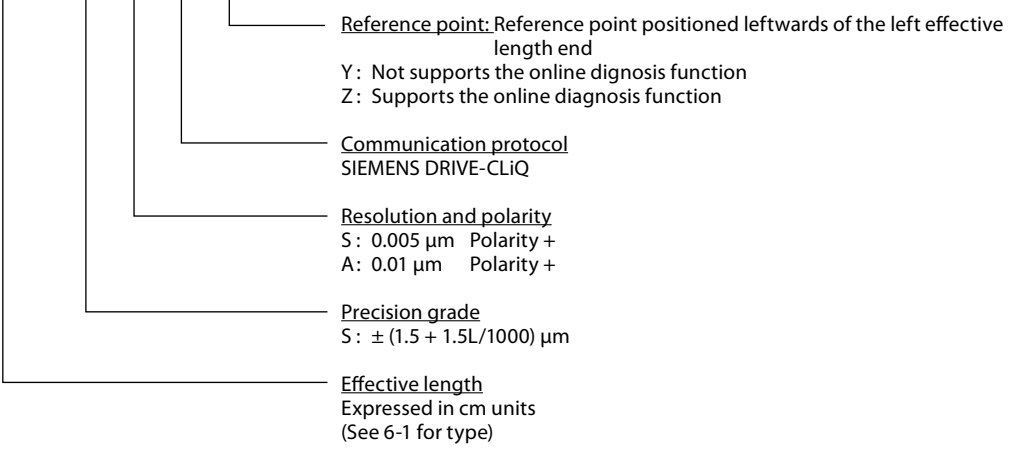 Reference point: Reference point positioned leftwards of the left effective
length end
Y : Not supports the online dignosis function
Z : Supports the online diagnosis function
Communication protocol
SIEMENS DRIVE-CLiQ
Resolution and polarity
S : 0.005 μm Polarity +
A : 0.01 μm Polarity +
Precision grade
S : ± (1.5 + 1.5L/1000) μm
Effective length
Expressed in cm units
(See 6-1 for type)